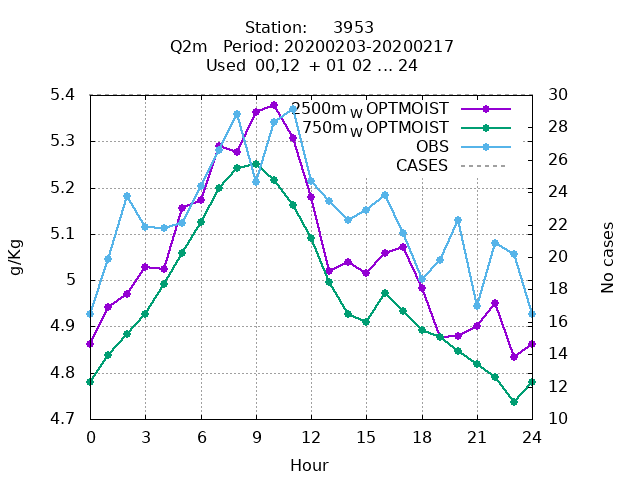 Station: 3953
Q2m Period: 20200203-20200217
Used 00,12 + 01 02 ... 24
5.4
5.3
5.2
5.1
5
4.9
4.8
4.7
30
28
26
24
22
20
18
16
14
12
10
g/Kg
No cases
2500m_W OPTMOIST
750m_W OPTMOIST
OBS
CASES
0 3 6 9 12 15 18 21 24
Hour